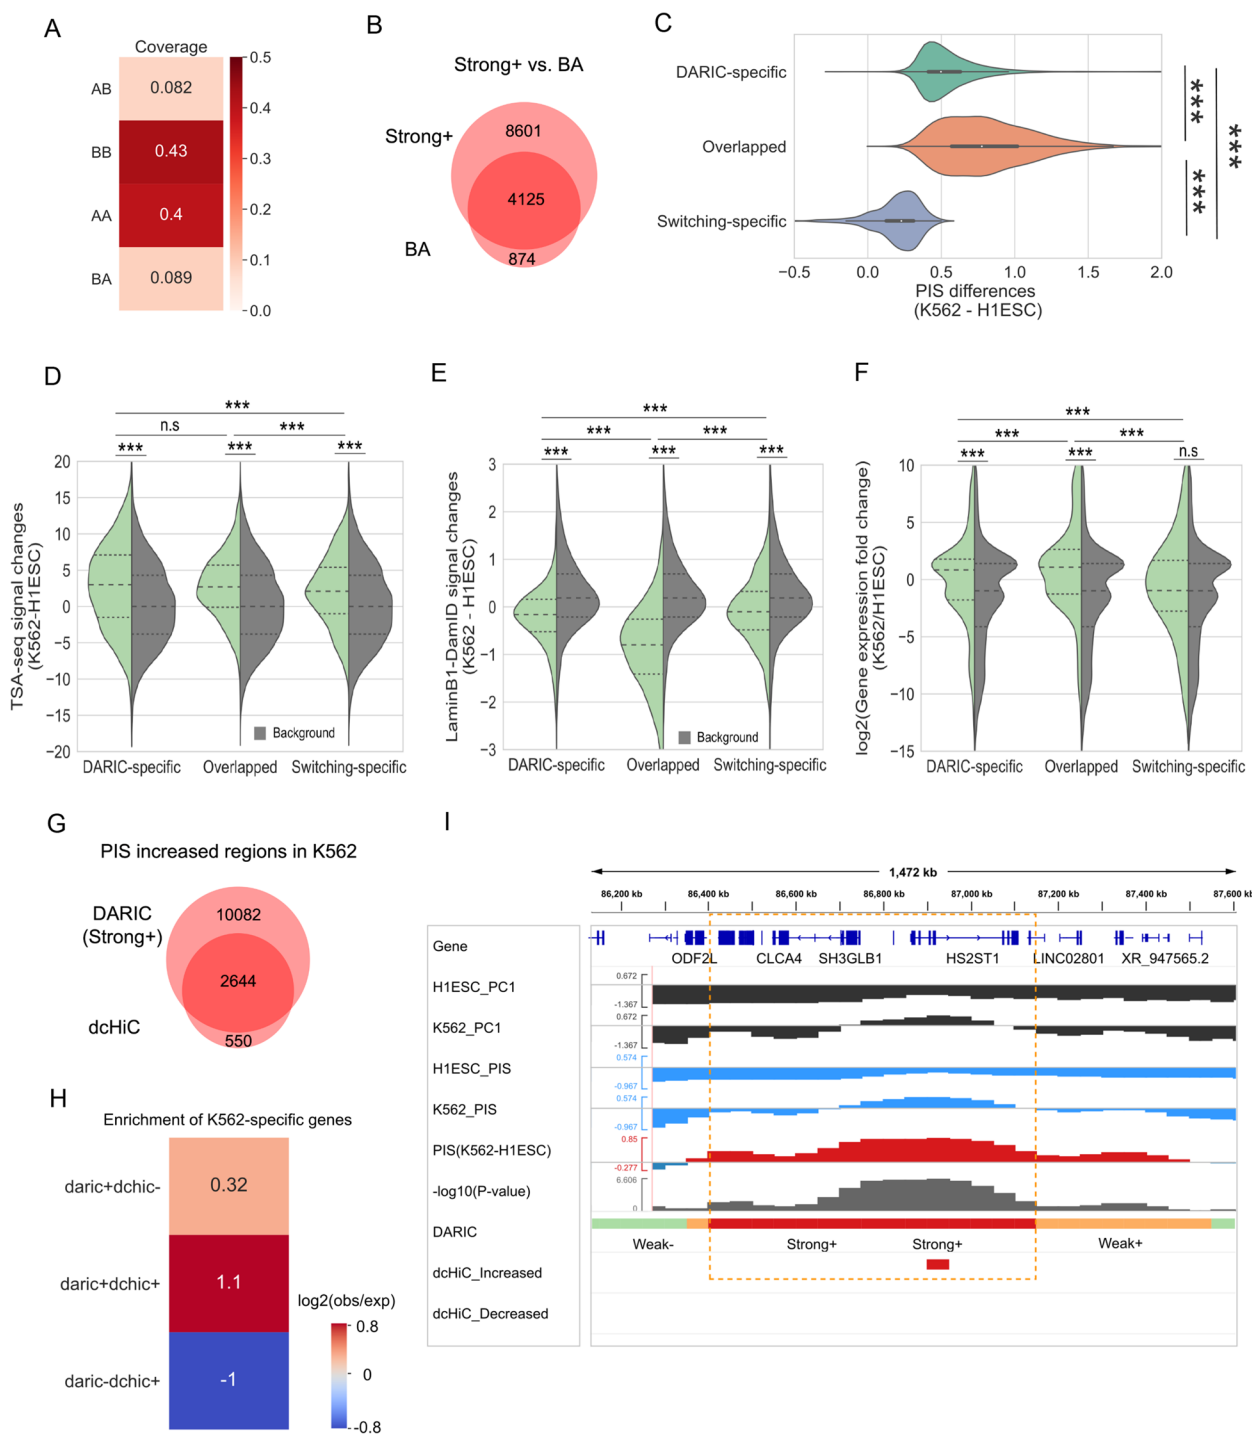 A
Coverage
AB
BB
AA
BA
0.082
0.43
0.4
0.089
0.5
0.4
0.3
0.2
0.1
0.0
B
Strong+ vs. BA
Strong+
8601
4125
BA
874
C
DARIC-specific
Overlapped
Switching-specific
***
***
***
−0.5 0.0 0.5 1.0 1.5 2.0
PIS differences
(K562 - H1ESC)
D
***
n.s ***
*** *** ***
TSA-seq signal changes
(K562-H1ESC)
20
15
10
5
0
−5
−10
−15
−20
Background
DARIC-specific Overlapped Switching-specific
E
***
*** ***
*** *** ***
LaminB1-DamID signal changes
(K562 - H1ESC)
3
2
1
0
−1
−2
−3
Background
DARIC-specific Overlapped Switching-specific
F
***
*** ***
*** *** n.s
log2(Gene expression fold change)
(K562/H1ESC)
10
5
0
−5
−10
−15
DARIC-specific Overlapped Switching-specific
G
PIS increased regions in K562
DARIC
(Strong+)
10082
2644
dcHiC
550
H
Enrichment of K562-specific genes
daric+dchic-
0.32
daric+dchic+
1.1
daric-dchic+
-1
log2(obs/exp)
0.8
0
-0.8
I
1,472 kb
86,200 kb 86,400 kb 86,600 kb 86,800 kb 87,000 kb 87,200 kb 87,400 kb 87,600 k
Gene
ODF2L CLCA4 SH3GLB1 HS2ST1 LINC02801 XR_947565.2
H1ESC_PC1
0.672
-1.367
K562_PC1
0.672
-1.367
H1ESC_PIS
0.574
-0.967
K562_PIS
0.574
-0.967
PIS(K562-H1ESC)
0.85
-0.277
-log10(P-value)
6.606
0
DARIC
Weak- Strong+ Strong+ Weak+
dcHiC_Increased
dcHiC_Decreased